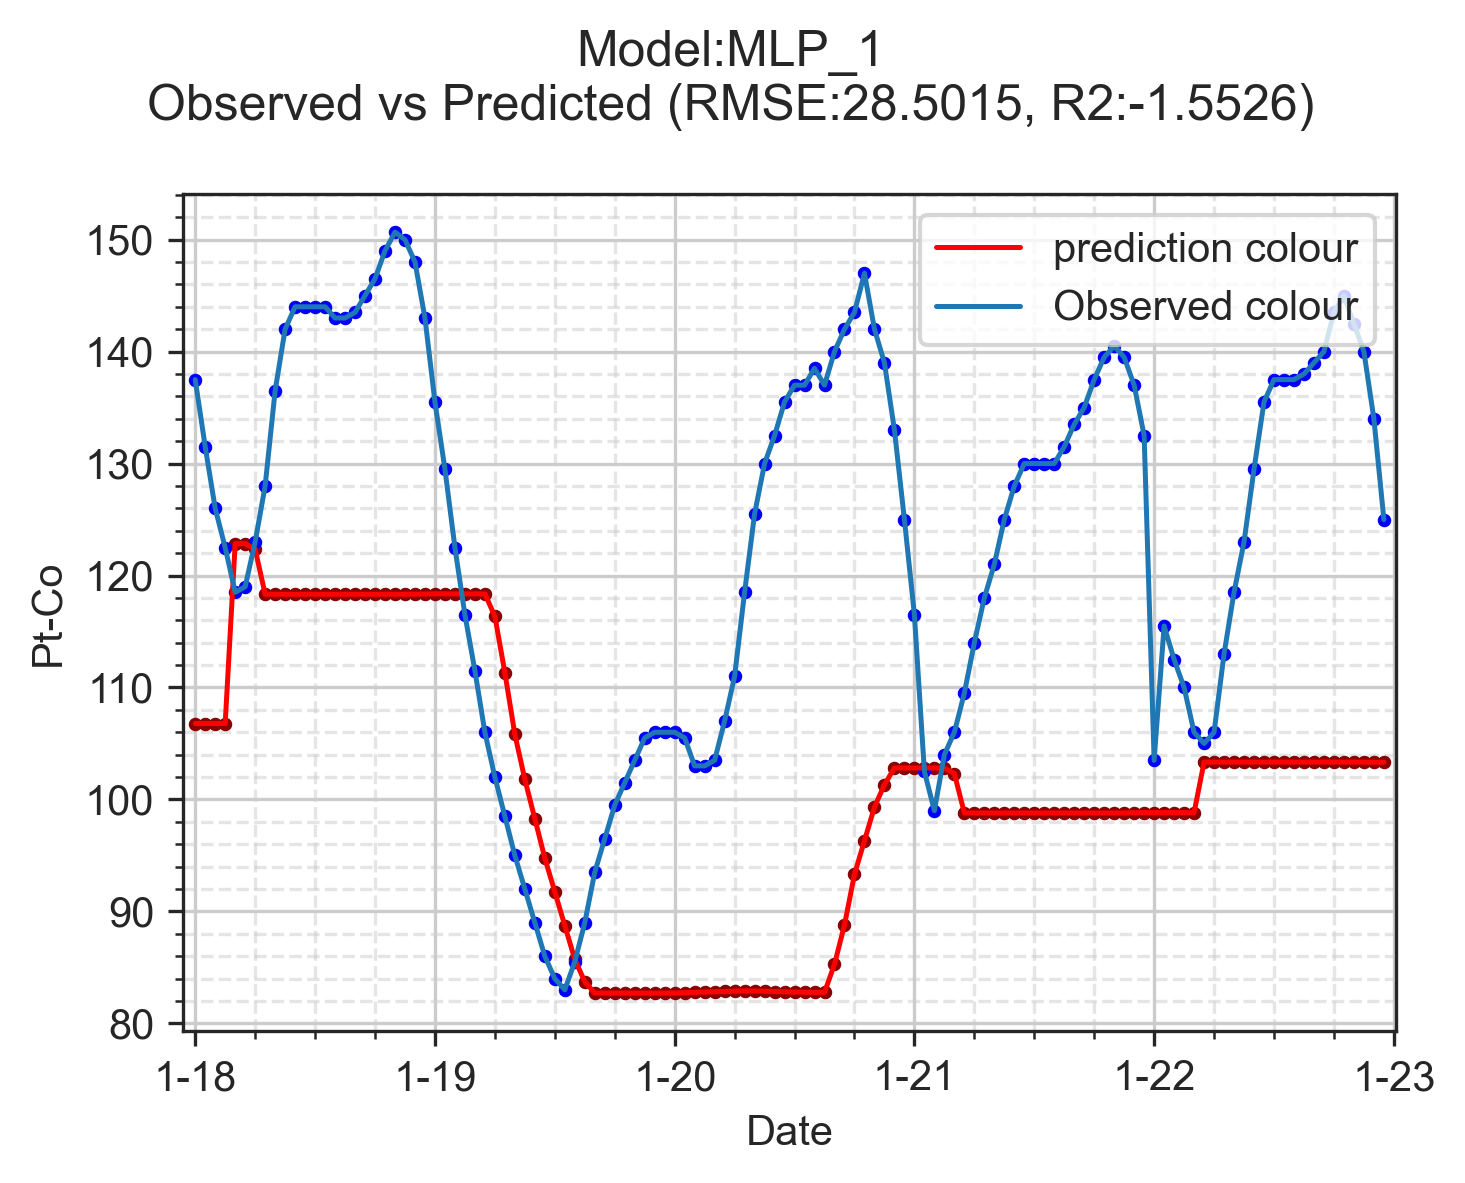 Model:MLP_1
Observed vs Predicted (RMSE:28.5015, R2:-1.5526)
prediction colour
Observed colour
150
140
130
120
110
100
90
80
Pt-Co
1-18 1-19 1-20 1-21 1-22 1-23
Date